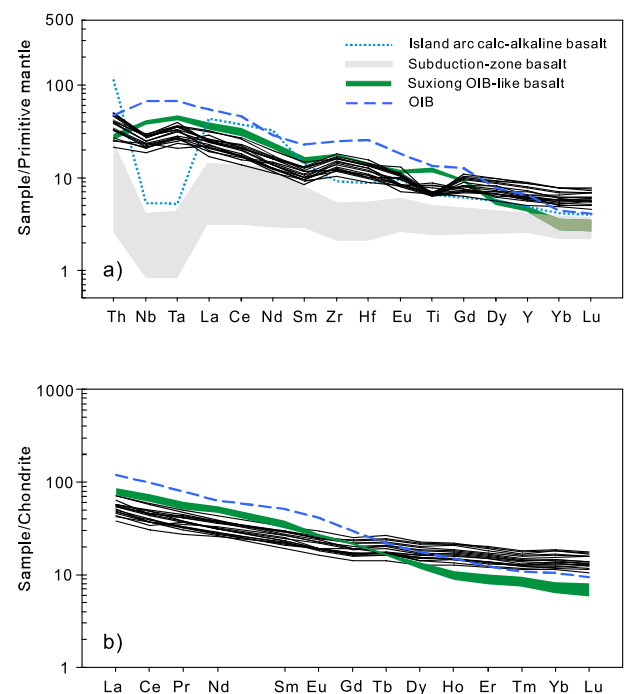 500
Island arc calc-alkaline basalt
Subduction-zone basalt
Suxiong OIB-like basalt
OIB
100
10
1
Sample/Primitive mantle
a)
Th Nb Ta La Ce Nd Sm Zr Hf Eu Ti Gd Dy Y Yb Lu
1000
100
10
1
Sample/Chondrite
b)
La Ce Pr Nd Sm Eu Gd Tb Dy Ho Er Tm Yb Lu